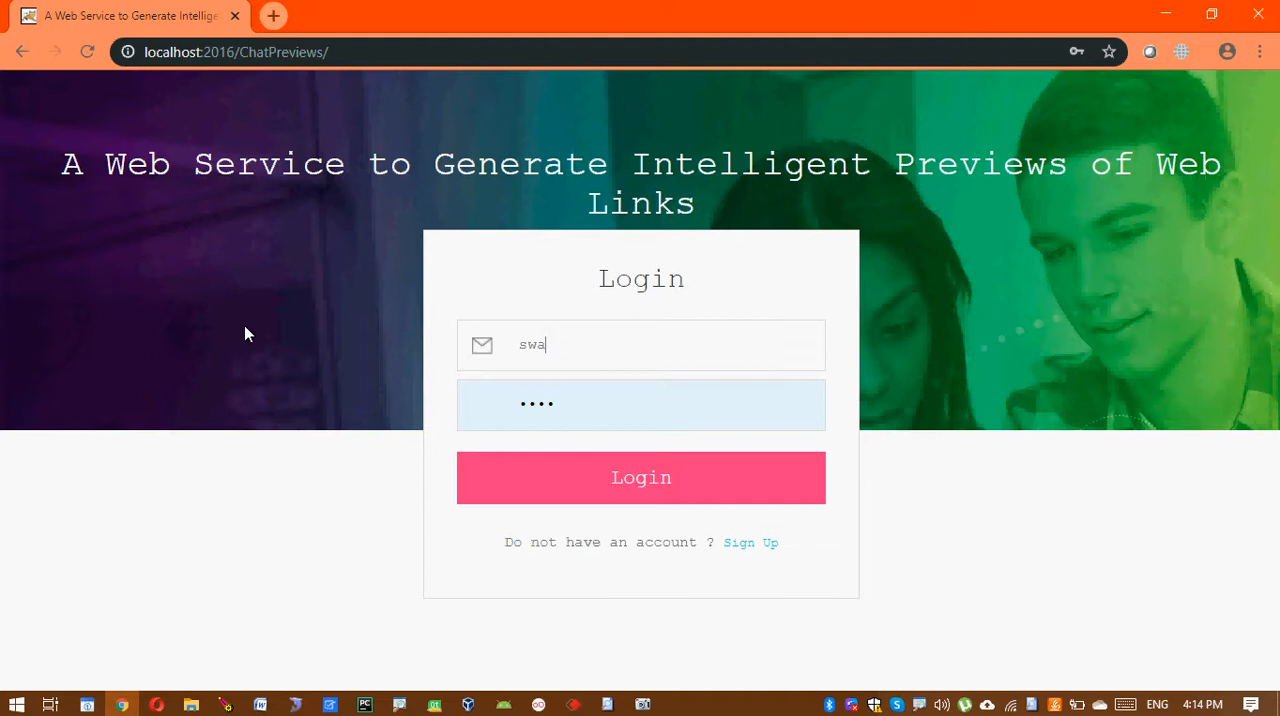 A Web Service to Generate Intellige
localhost:2016/ChatPreviews/
A Web Service to Generate Intelligent Previews of Web
Links
Login
swa
••••
Login
Do not have an account ? Sign Up
ENG 4:14 PM